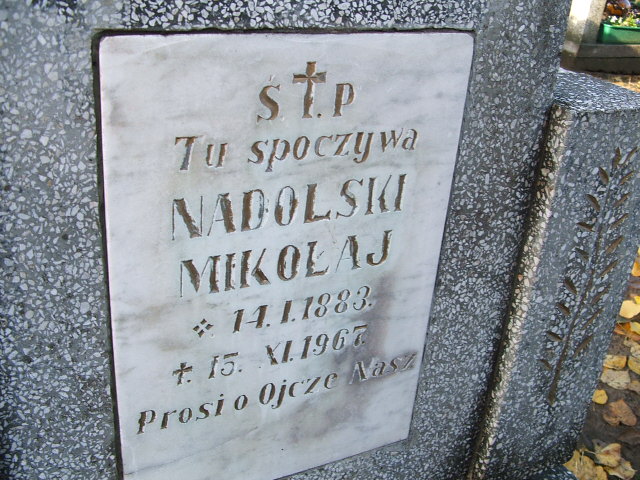 Ś.†.P
Tu spoczywa
NADOLSKI
MIKOŁAJ
* 14.I.1883.
†. 15. XI.1967.
Prosi o Ojcze Nasz